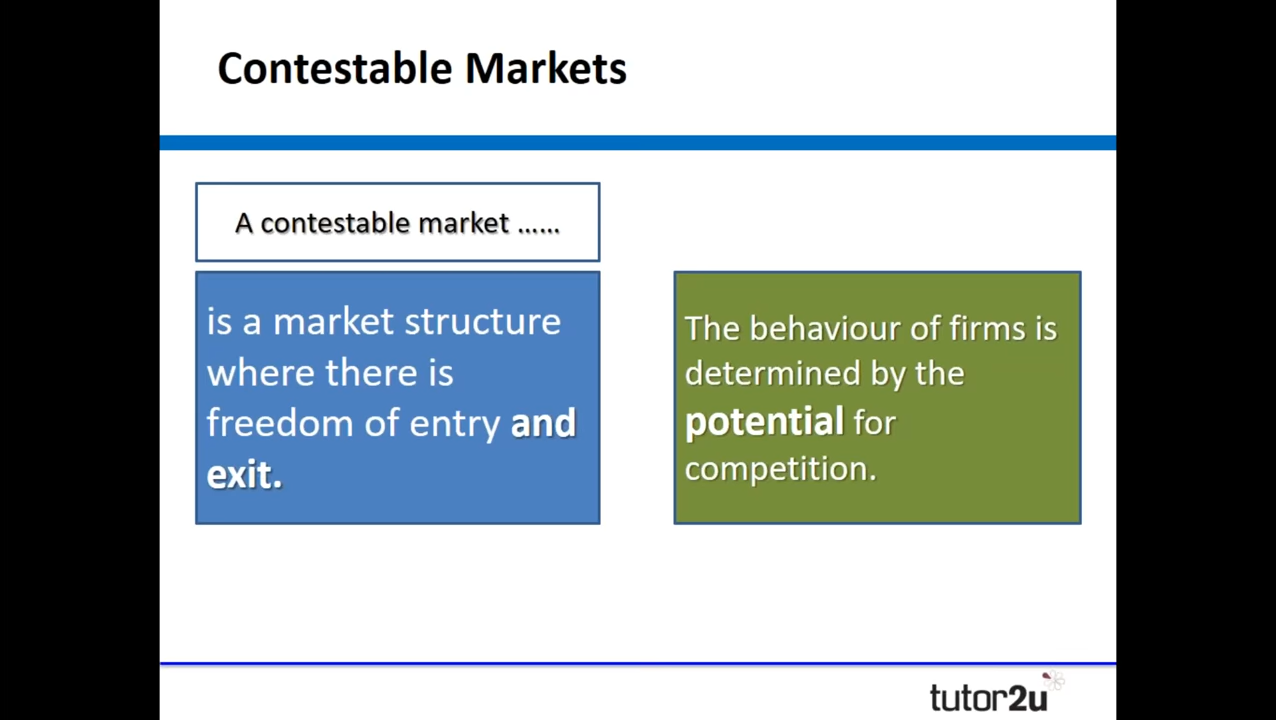 Contestable Markets
A contestable market ......
is a market structure
where there is
freedom of entry and
exit.
The behaviour of firms is
determined by the
potential for
competition.
tutor2u